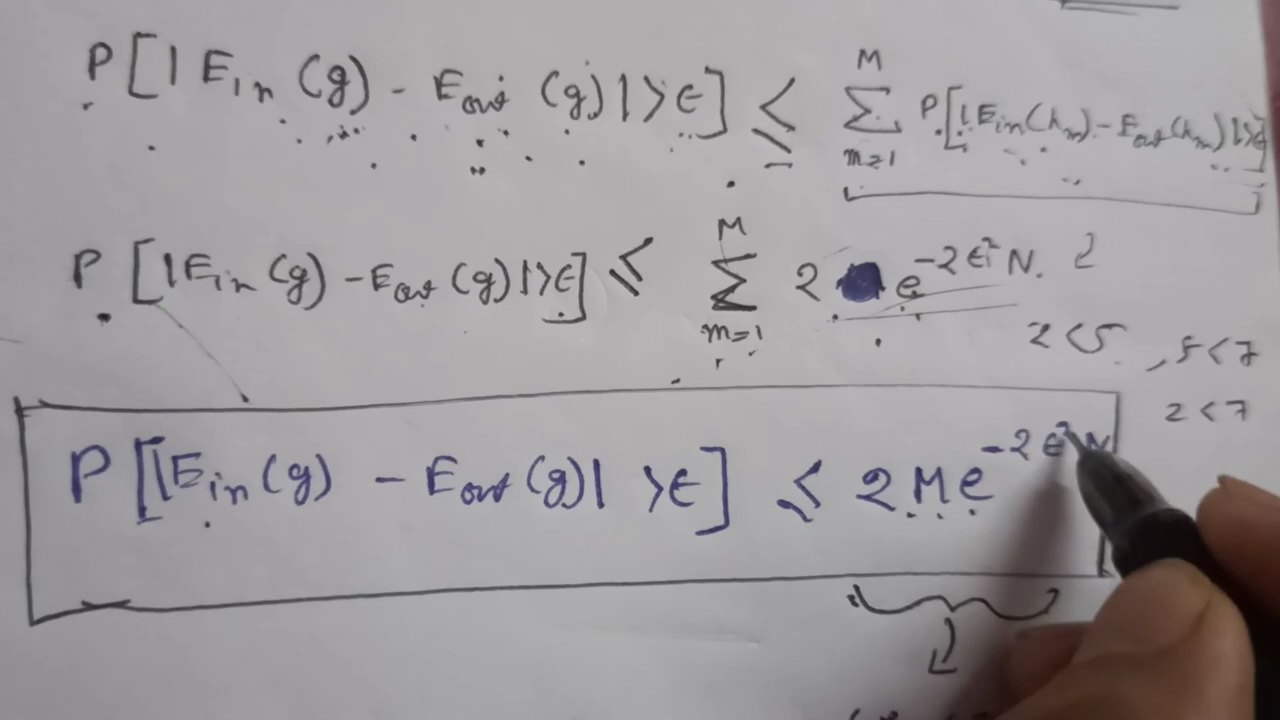 P[|E_in(g) - E_out(g)|>ϵ] ≤ Σ_{m=1}^{M} P[|E_in(h_m) - E_out(h_m)|>ϵ]
P[|E_in(g) - E_out(g)|>ϵ] ≤ Σ_{m=1}^{M} 2 e^{-2ϵ²N}. 2
2<5, 5<7
2<7
P[|E_in(g) - E_out(g)| >ϵ] ≤ 2Me^{-2ϵ²N}